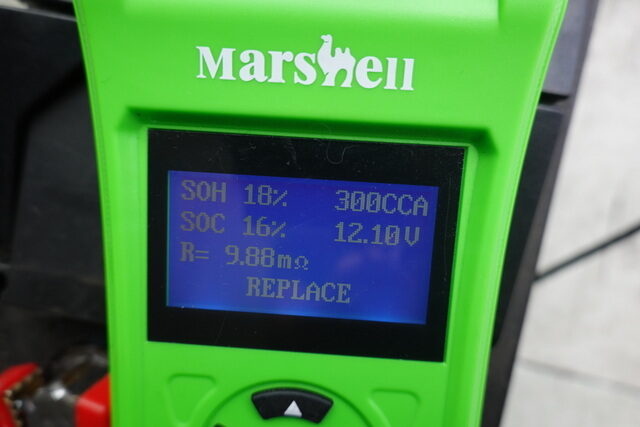 Marshell
SOH 18% 300CCA
SOC 16% 12.10V
R= 9.88mΩ
REPLACE